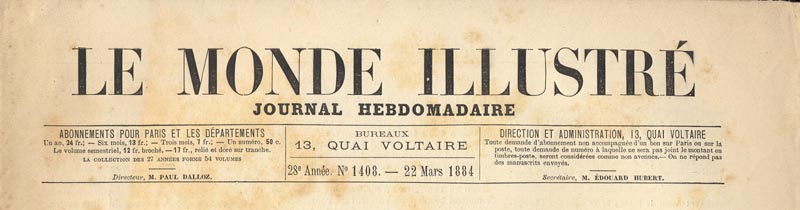 LE MONDE ILLUSTRÉ
JOURNAL HEBDOMADAIRE
ABONNEMENTS POUR PARIS ET LES DÉPARTEMENTS
Un an, 24 fr.; — Six mois, 13 fr.; — Trois mois, 7 fr.; — Un numéro, 50 c.
Le volume semestriel, 12 fr. broché. — 17 fr., relié et doré sur tranche.
LA COLLECTION DES 27 ANNÉES FORME 54 VOLUMES
Directeur, M. PAUL DALLOZ.
BUREAUX
13, QUAI VOLTAIRE
28e Année. No 1408. — 22 Mars 1884
DIRECTION ET ADMINISTRATION, 13, QUAI VOLTAIRE
Toute demande d'abonnement non accompagnée d'un bon sur Paris ou sur la
poste, toute demande de numéro à laquelle ne sera pas joint le montant en
timbres-poste, seront considérées comme non avenues. — On ne répond pas
des manuscrits envoyés.
Secrétaire, M. ÉDOUARD HUBERT.